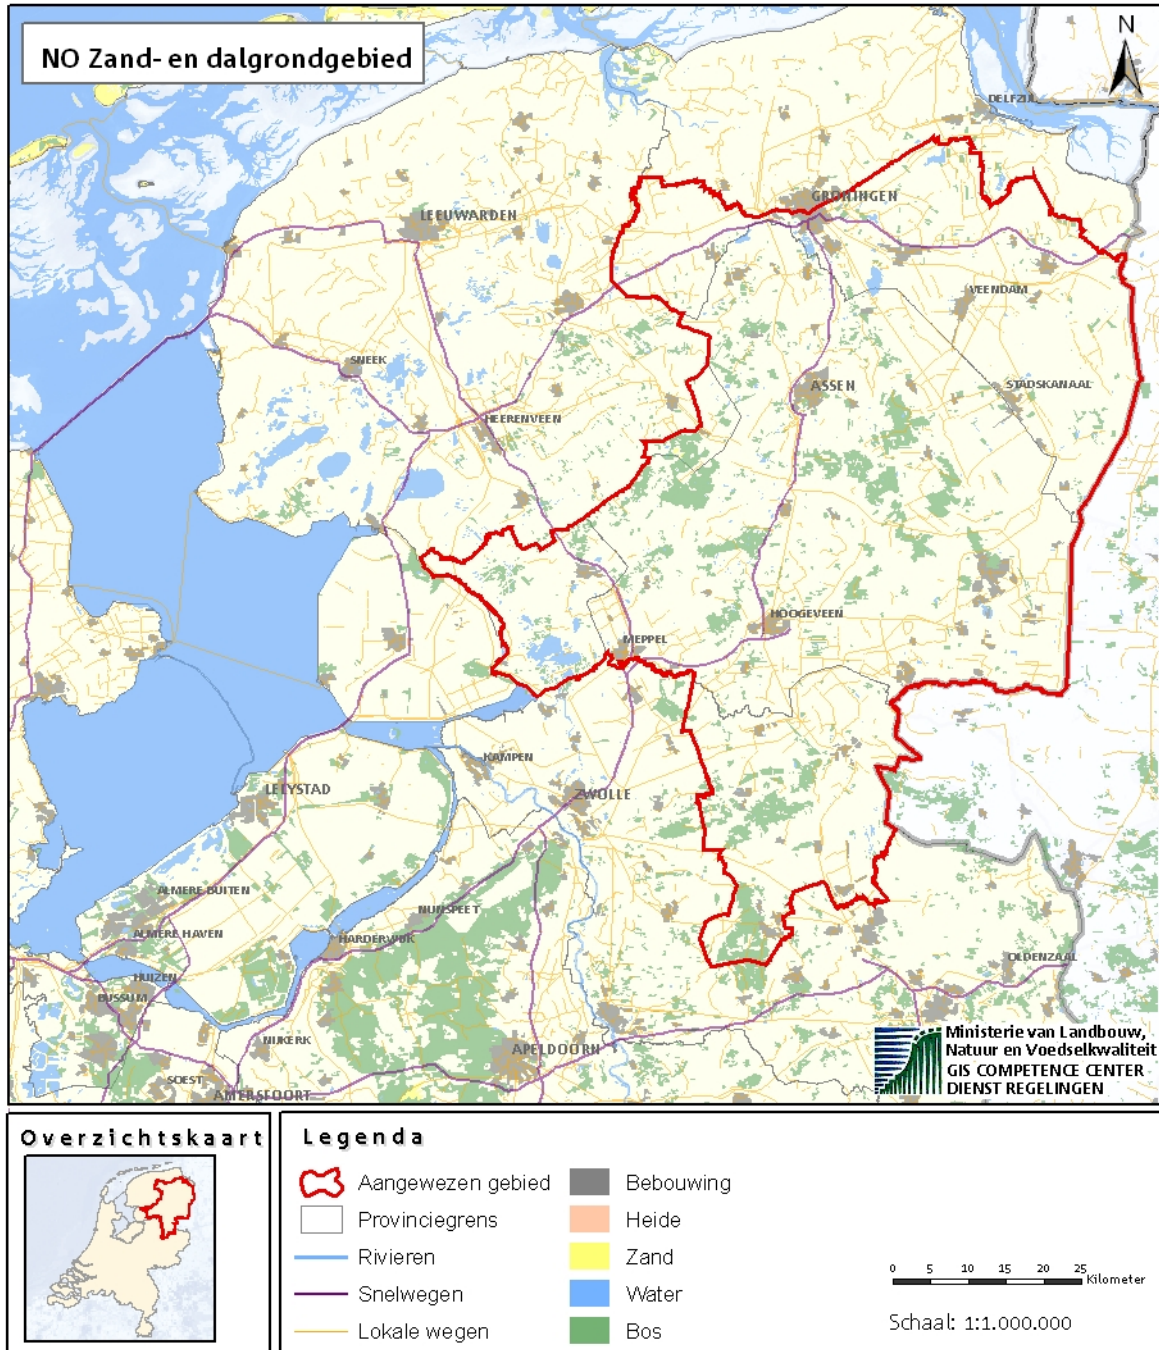 NO Zand- en dalgrondgebied
N
DELFZIJL
GRONINGEN
LEEUWARDEN
VEENDAM
SNEEK
ASSEN
STADSKANAAL
HEERENVEEN
HOOGEVEEN
MEPPEL
KAMPEN
LELYSTAD
ZWOLLE
ALMERE BUITEN
NUNSPEET
ALMERE HAVEN
HARDERWIJK
OLDENZAAL
HUIZEN
BUSSUM
NIJKERK
APELDOORN
SOEST
AMERSFOORT
Ministerie van Landbouw,
Natuur en Voedselkwaliteit
GIS COMPETENCE CENTER
DIENST REGELINGEN
Overzichtskaart
Legenda
Aangewezen gebied
Provinciegrens
Rivieren
Snelwegen
Lokale wegen
Bebouwing
Heide
Zand
Water
Bos
0 5 10 15 20 25
Kilometer
Schaal: 1:1.000.000